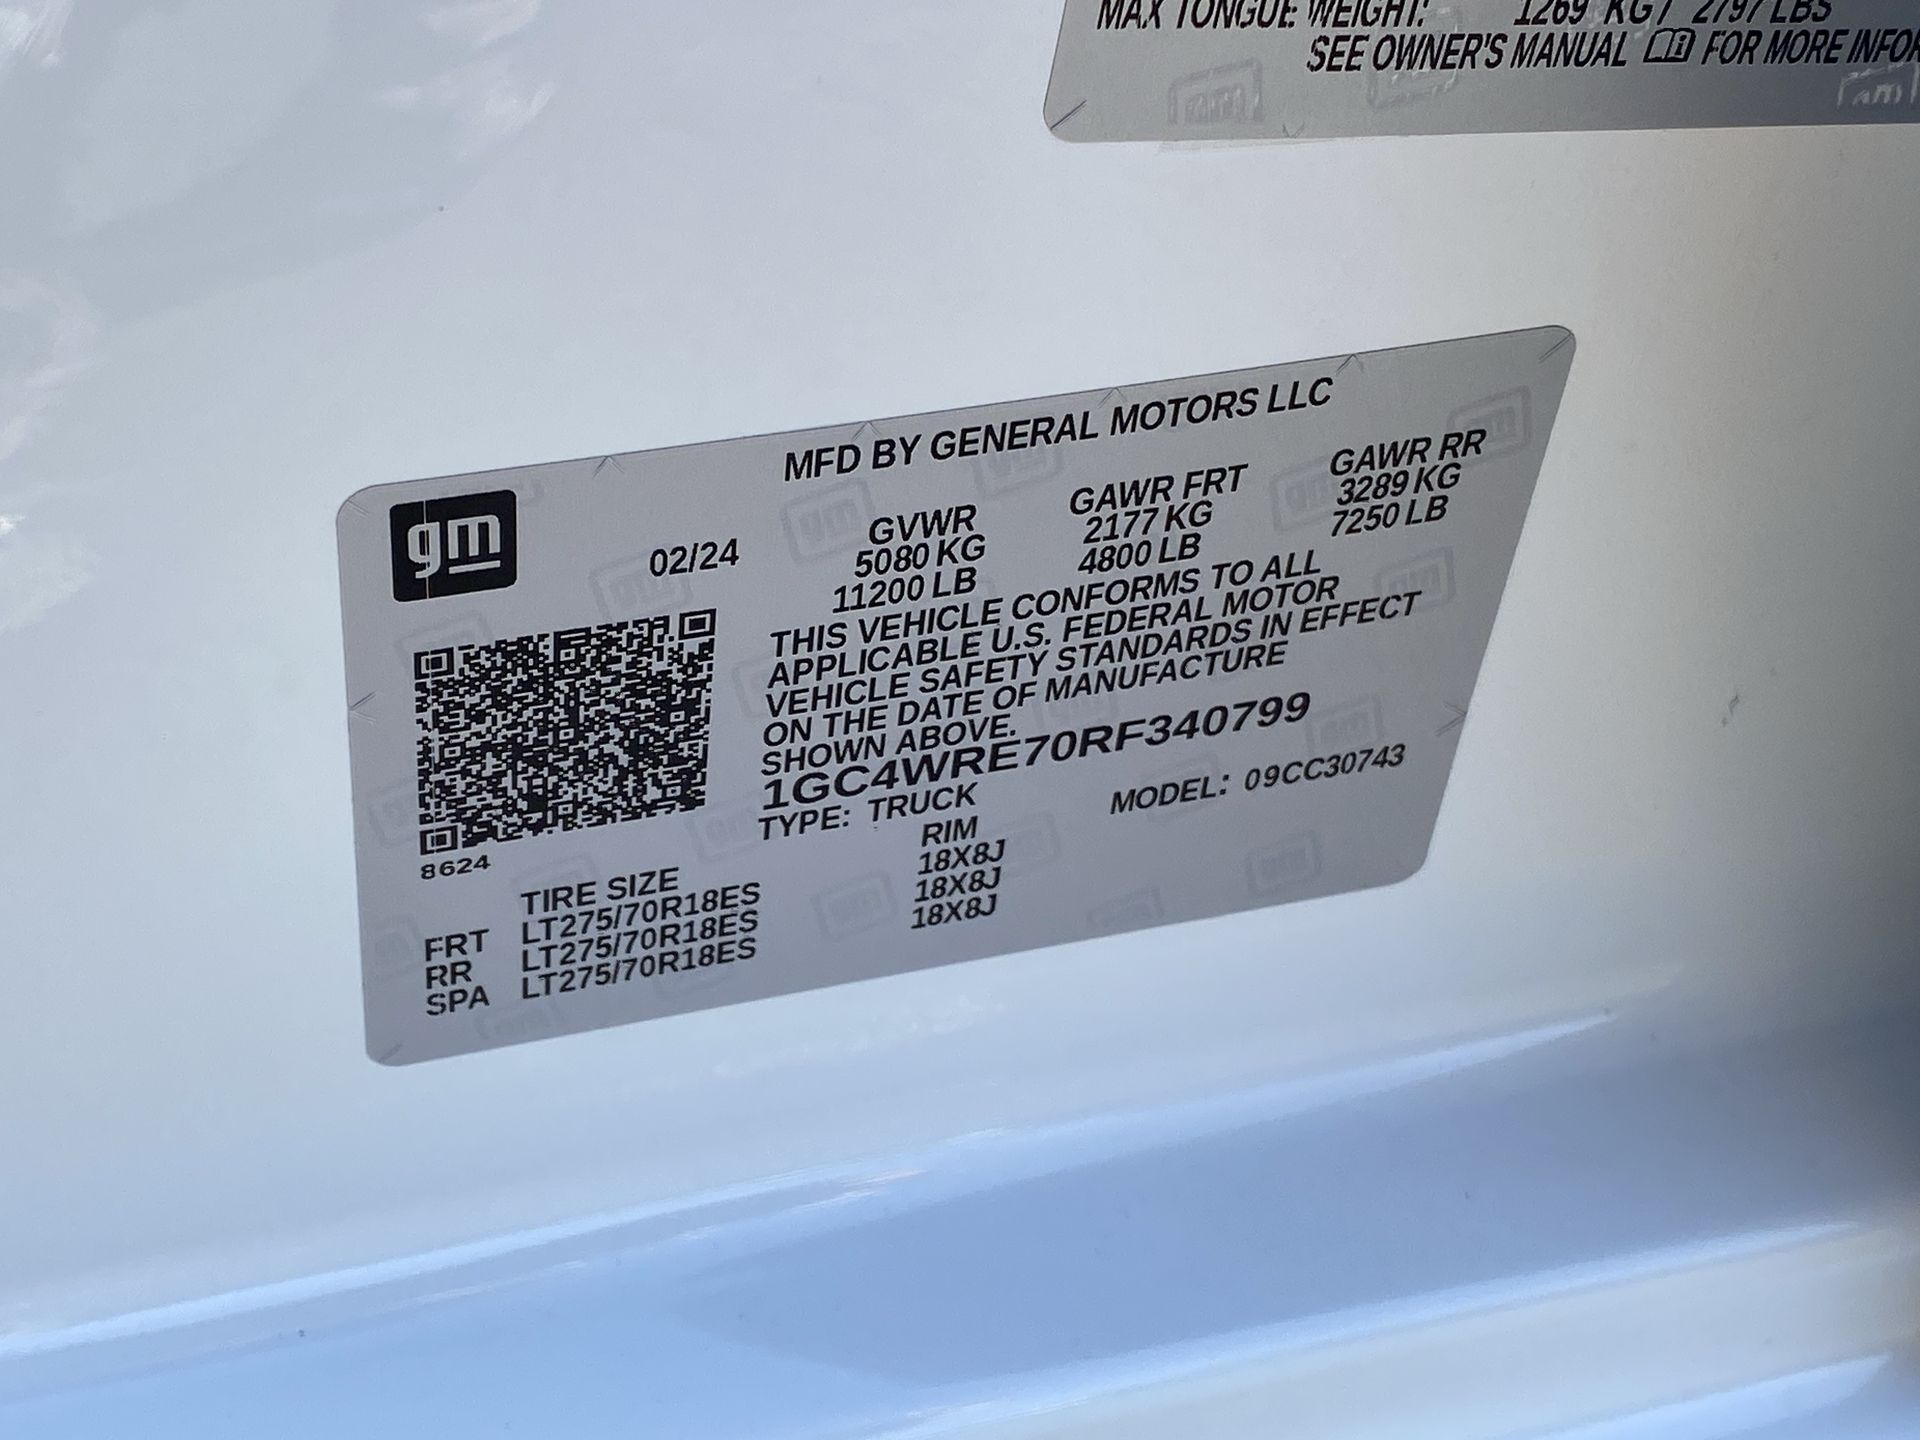 MAX TONGUE WEIGHT: 1269 KG / 2797 LBS
SEE OWNER'S MANUAL FOR MORE INFOR
gm
MFD BY GENERAL MOTORS LLC
02/24
GVWR GAWR FRT GAWR RR
5080 KG 2177 KG 3289 KG
11200 LB 4800 LB 7250 LB
THIS VEHICLE CONFORMS TO ALL
APPLICABLE U.S. FEDERAL MOTOR
VEHICLE SAFETY STANDARDS IN EFFECT
ON THE DATE OF MANUFACTURE
SHOWN ABOVE.
1GC4WRE70RF340799
TYPE: TRUCK MODEL: 09CC30743
8624
TIRE SIZE RIM
FRT LT275/70R18ES 18X8J
RR LT275/70R18ES 18X8J
SPA LT275/70R18ES 18X8J